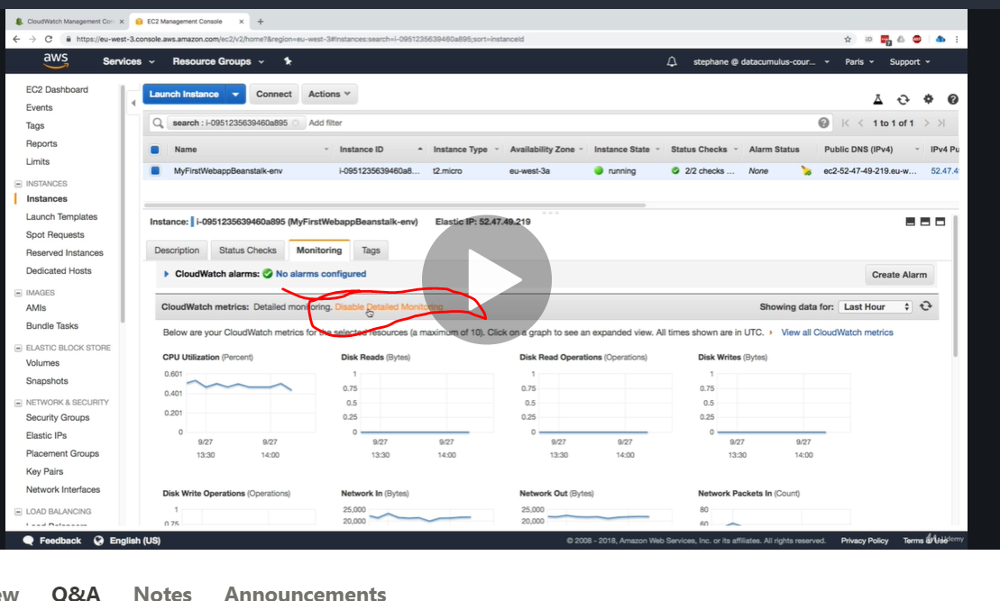 CloudWatch Management Con
EC2 Management Console
https://eu-west-3.console.aws.amazon.com/ec2/v2/home?&region=eu-west-3#Instances:search=i-0951235639460a895;sort=instanceId
aws Services Resource Groups stephane @ datacumulus-cour... Paris Support
EC2 Dashboard
Events
Tags
Reports
Limits
INSTANCES
Instances
Launch Templates
Spot Requests
Reserved Instances
Dedicated Hosts
IMAGES
AMIs
Bundle Tasks
ELASTIC BLOCK STORE
Volumes
Snapshots
NETWORK & SECURITY
Security Groups
Elastic IPs
Placement Groups
Key Pairs
Network Interfaces
LOAD BALANCING
Load Balancers
Launch Instance Connect Actions
search : i-0951235639460a895 Add filter 1 to 1 of 1
Name Instance ID Instance Type Availability Zone Instance State Status Checks Alarm Status Public DNS (IPv4) IPv4 Pu
MyFirstWebappBeanstalk-env i-0951235639460a8... t2.micro eu-west-3a running 2/2 checks ... None ec2-52-47-49-219.eu-w... 52.47.4
Instance: i-0951235639460a895 (MyFirstWebappBeanstalk-env) Elastic IP: 52.47.49.219
Description Status Checks Monitoring Tags
CloudWatch alarms: No alarms configured Create Alarm
CloudWatch metrics: Detailed monitoring. Disable Detailed Monitoring Showing data for: Last Hour
Below are your CloudWatch metrics for the selected resources (a maximum of 10). Click on a graph to see an expanded view. All times shown are in UTC. View all CloudWatch metrics
CPU Utilization (Percent)
0.601
0.401
0.201
0
9/27 9/27
13:30 14:00
Disk Reads (Bytes)
1
0.75
0.5
0.25
0
9/27 9/27
13:30 14:00
Disk Read Operations (Operations)
1
0.75
0.5
0.25
0
9/27 9/27
13:30 14:00
Disk Writes (Bytes)
1
0.75
0.5
0.25
0
9/27 9/27
13:30 14:00
Disk Write Operations (Operations)
1
0.75
Network In (Bytes)
25,000
20,000
Network Out (Bytes)
25,000
20,000
Network Packets In (Count)
80
60
Feedback English (US) © 2008 - 2018, Amazon Web Services, Inc. or its affiliates. All rights reserved. Privacy Policy Terms of Use
Q&A Notes Announcements